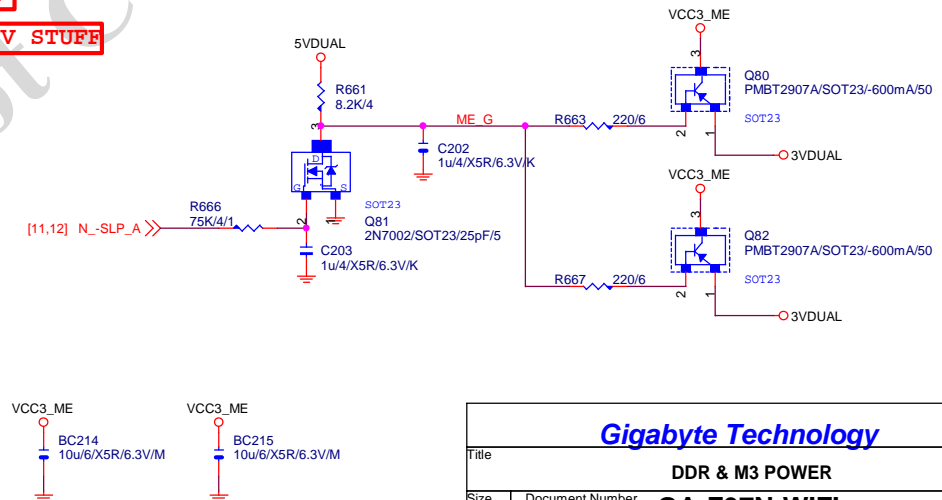 V STUFF
5VDUAL
R661
8.2K/4
3
ME_G
C202
1u/4/X5R/6.3V/K
D
G
S
SOT23
Q81
2N7002/SOT23/25pF/5
2
1
[11,12] N_-SLP_A
R666
75K/4/1
C203
1u/4/X5R/6.3V/K
VCC3_ME
3
Q80
PMBT2907A/SOT23/-600mA/50
SOT23
R663 220/6
2
1
3VDUAL
VCC3_ME
3
Q82
PMBT2907A/SOT23/-600mA/50
SOT23
R667 220/6
2
1
3VDUAL
VCC3_ME
BC214
10u/6/X5R/6.3V/M
VCC3_ME
BC215
10u/6/X5R/6.3V/M
Gigabyte Technology
Title
DDR & M3 POWER
Size Document Number